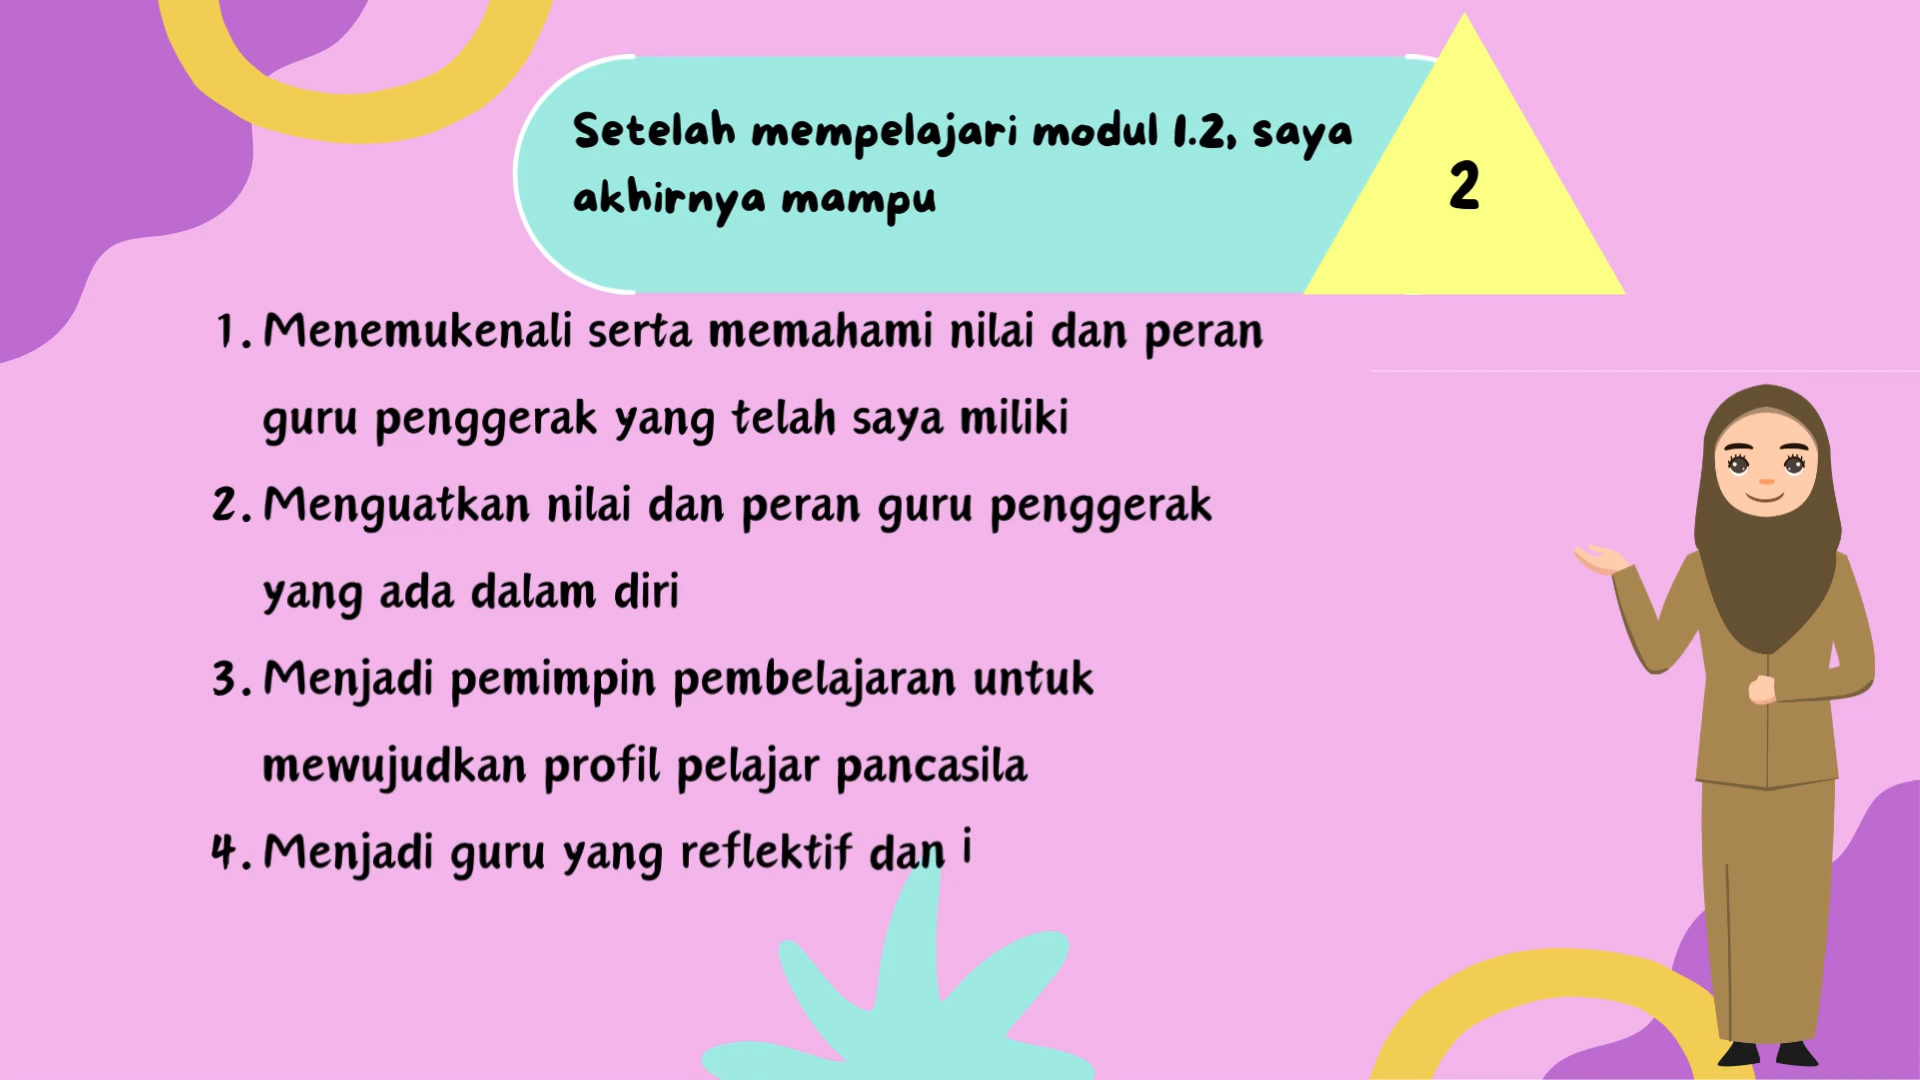 Setelah mempelajari modul 1.2, saya
akhirnya mampu
2
1. Menemukenali serta memahami nilai dan peran
guru penggerak yang telah saya miliki
2. Menguatkan nilai dan peran guru penggerak
yang ada dalam diri
3. Menjadi pemimpin pembelajaran untuk
mewujudkan profil pelajar pancasila
4. Menjadi guru yang reflektif dan i